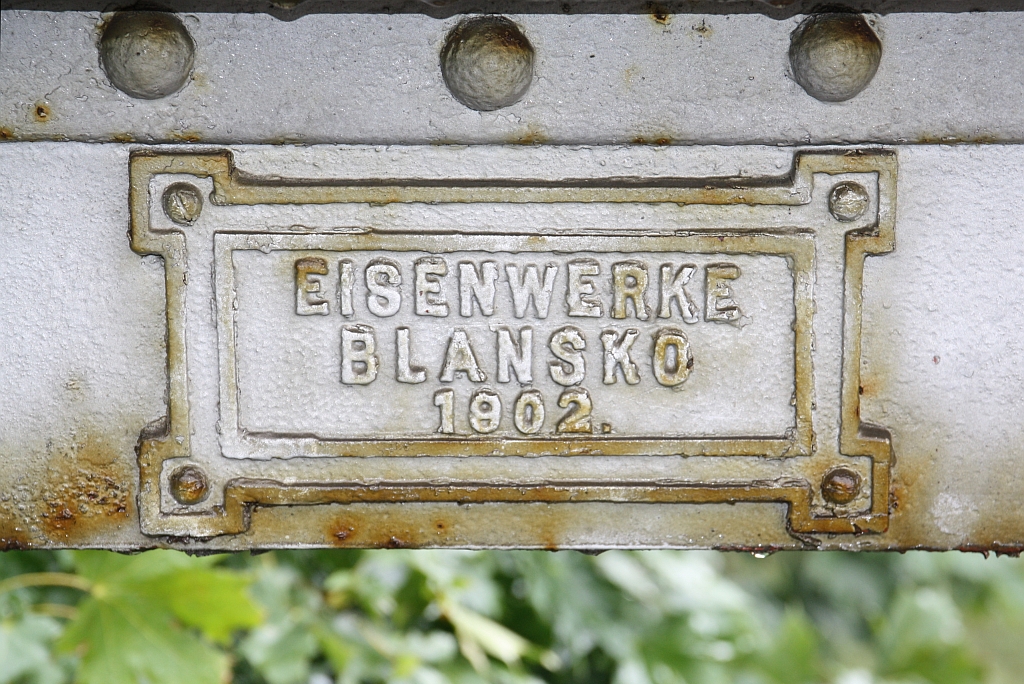 EISENWERKE
BLANSKO
1902.